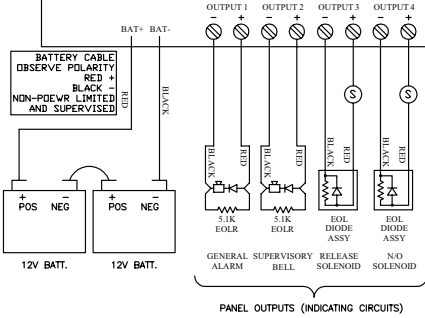 OUTPUT 1 OUTPUT 2 OUTPUT 3 OUTPUT 4
- + - + - + - +
BAT+ BAT-
BATTERY CABLE
OBSERVE POLARITY
RED +
BLACK -
NON-POEWR LIMITED
AND SUPERVISED
RED
BLACK
S
S
BLACK
RED
BLACK
RED
BLACK
RED
BLACK
RED
+ - + -
POS NEG POS NEG
12V BATT. 12V BATT.
5.1K
EOLR
5.1K
EOLR
EOL
DIODE
ASSY
EOL
DIODE
ASSY
GENERAL
ALARM
SUPERVISORY
BELL
RELEASE
SOLENOID
N/O
SOLENOID
PANEL OUTPUTS (INDICATING CIRCUITS)